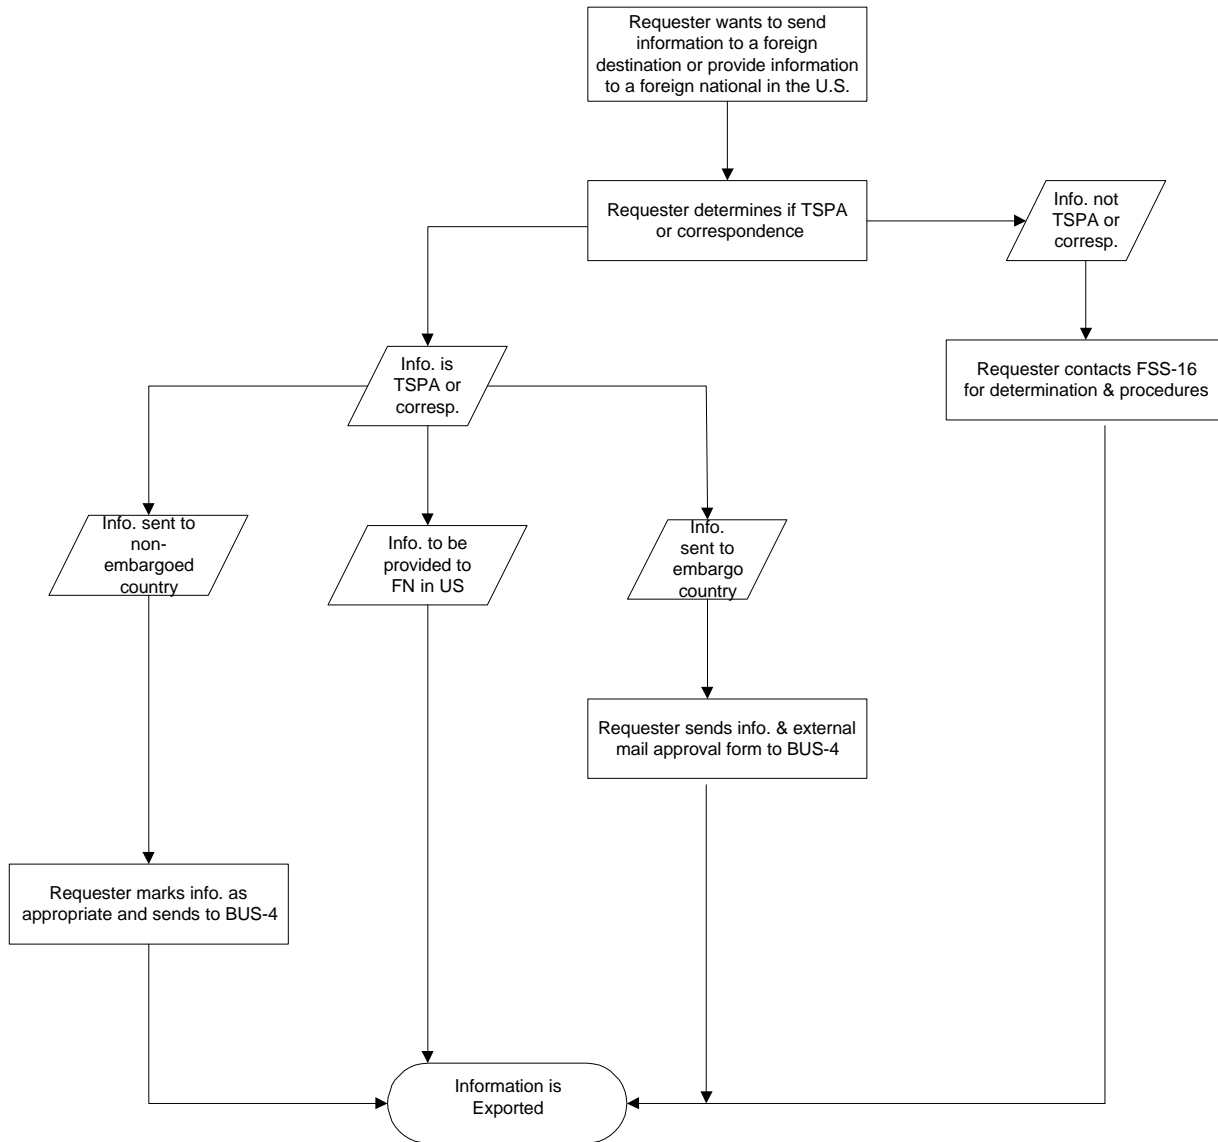 Requester wants to send
information to a foreign
destination or provide information
to a foreign national in the U.S.
Requester determines if TSPA
or correspondence
Info. not
TSPA or
corresp.
Info. is
TSPA or
corresp.
Requester contacts FSS-16
for determination & procedures
Info. sent to
non-
embargoed
country
Info. to be
provided to
FN in US
Info.
sent to
embargo
country
Requester sends info. & external
mail approval form to BUS-4
Requester marks info. as
appropriate and sends to BUS-4
Information is
Exported